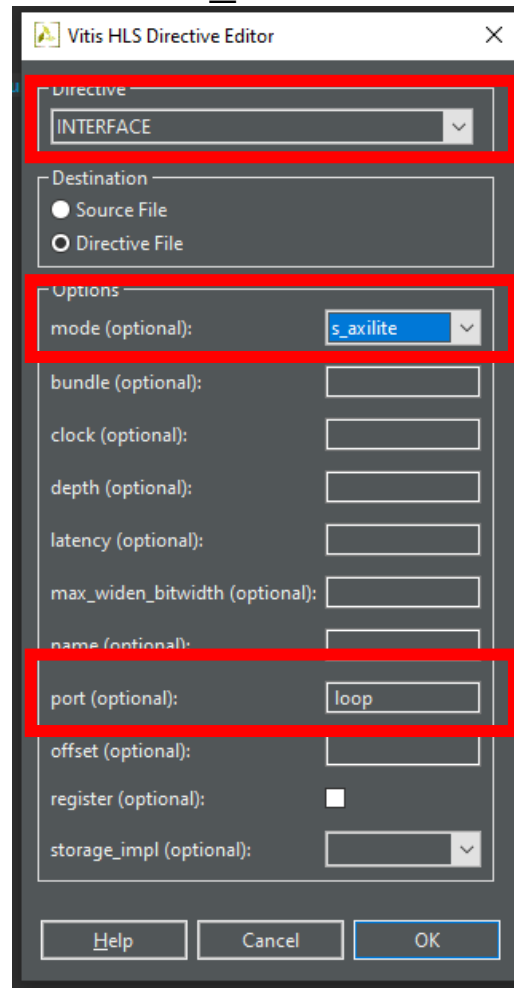 Vitis HLS Directive Editor
Directive
INTERFACE
Destination
Source File
Directive File
Options
mode (optional): s_axilite
bundle (optional):
clock (optional):
depth (optional):
latency (optional):
max_widen_bitwidth (optional):
name (optional):
port (optional): loop
offset (optional):
register (optional):
storage_impl (optional):
Help Cancel OK